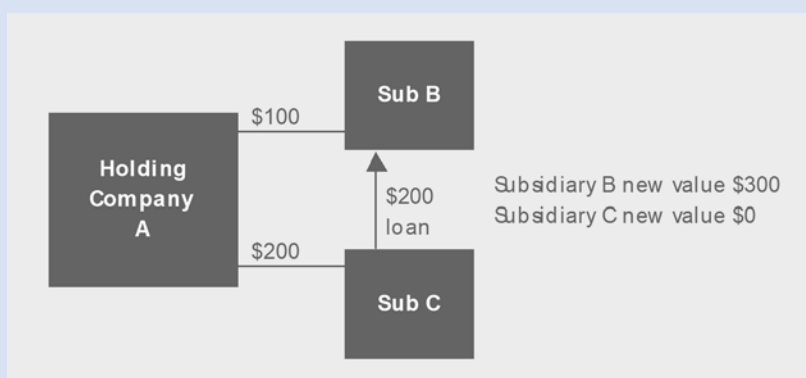 Holding
Company
A
$100
Sub B
$200
loan
$200
Sub C
Subsidiary B new value $300
Subsidiary C new value $0